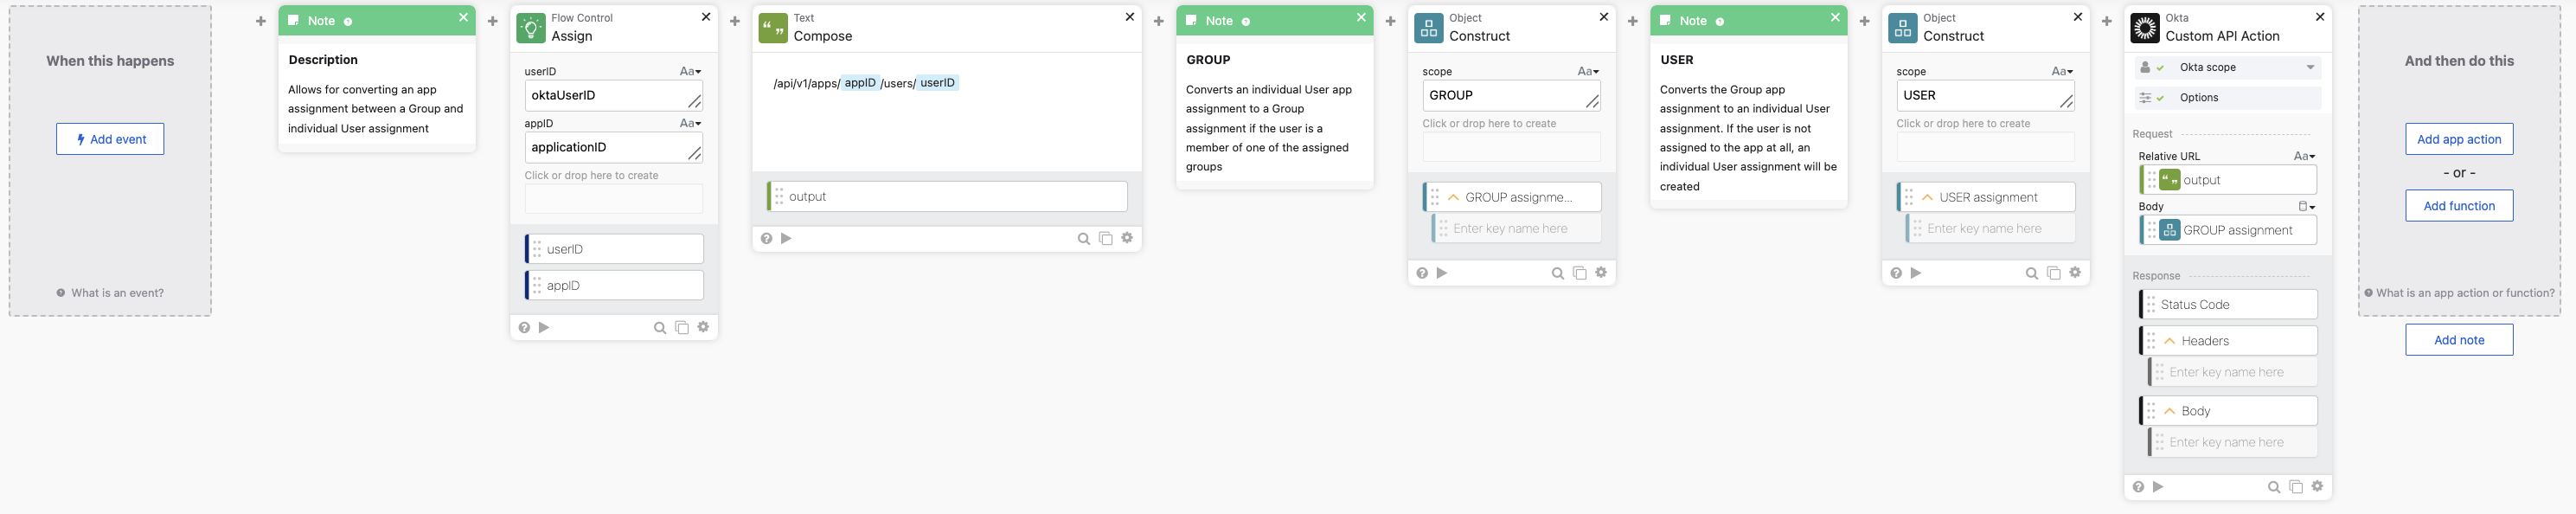 When this happens
Add event
What is an event?
Note
Description
Allows for converting an app
assignment between a Group and
individual User assignment
Flow Control
Assign
userID
Aa
oktaUserID
appID
Aa
applicationID
Click or drop here to create
userID
appID
Text
Compose
/api/v1/apps/ appID /users/ userID
output
Note
GROUP
Converts an individual User app
assignment to a Group
assignment if the user is a
member of one of the assigned
groups
Object
Construct
scope
Aa
GROUP
Click or drop here to create
GROUP assignme...
Enter key name here
Note
USER
Converts the Group app
assignment to an individual User
assignment. If the user is not
assigned to the app at all, an
individual User assignment will be
created
Object
Construct
scope
Aa
USER
Click or drop here to create
USER assignment
Enter key name here
Okta
Custom API Action
Okta scope
Options
Request
Relative URL
Aa
output
Body
GROUP assignment
Response
Status Code
Headers
Enter key name here
Body
Enter key name here
And then do this
Add app action
- or -
Add function
What is an app action or function?
Add note